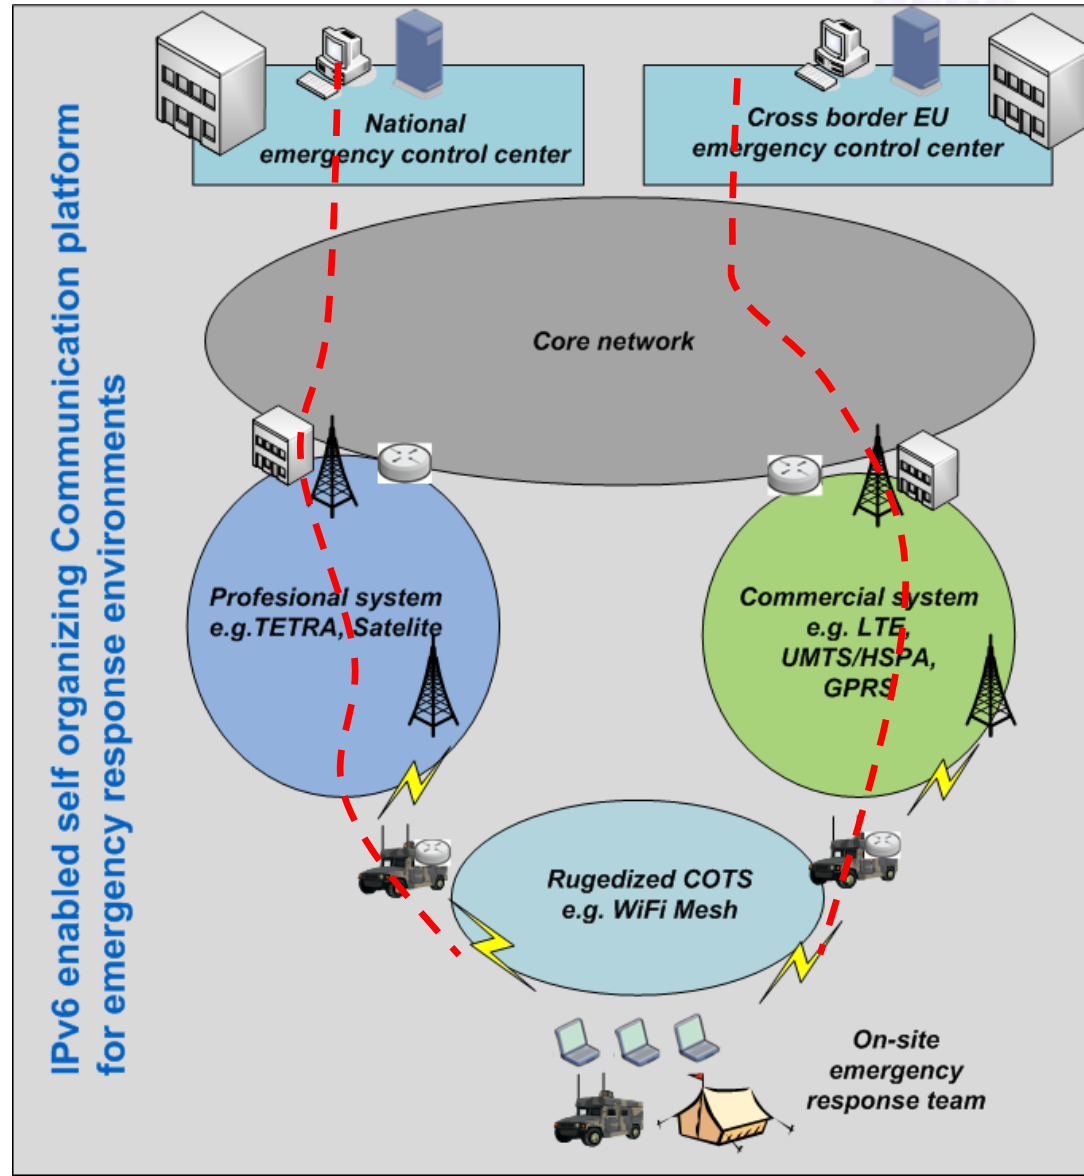 IPv6 enabled self organizing Communication platform
for emergency response environments
National
emergency control center
Cross border EU
emergency control center
Core network
Profesional system
e.g.TETRA, Satelite
Commercial system
e.g. LTE,
UMTS/HSPA,
GPRS
Rugedized COTS
e.g. WiFi Mesh
On-site
emergency
response team